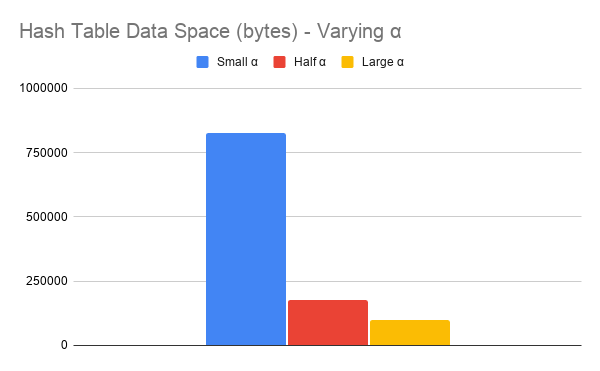 Hash Table Data Space (bytes) - Varying α
Small α
Half α
Large α
1000000
750000
500000
250000
0